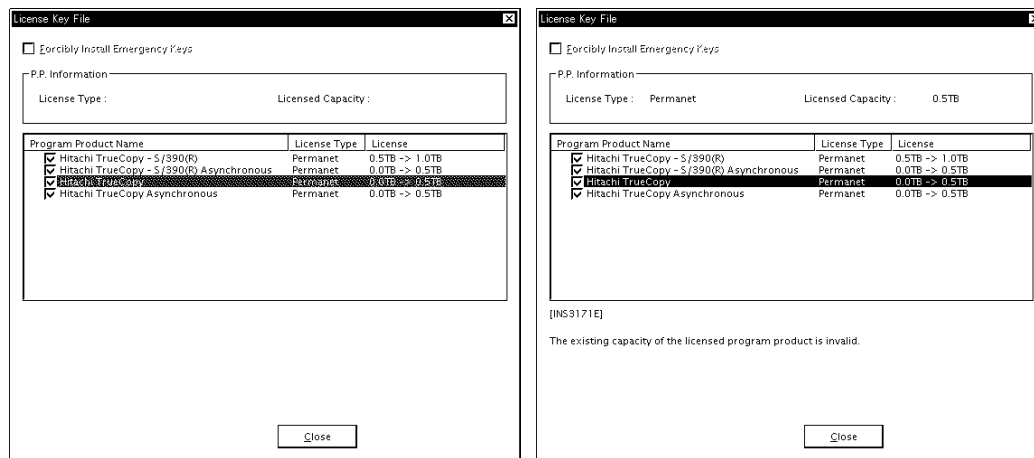 License Key File
Forcibly Install Emergency Keys
P.P. Information
License Type : Licensed Capacity :
Program Product Name License Type License
Hitachi TrueCopy - S/390(R) Permanet 0.5TB -> 1.0TB
Hitachi TrueCopy - S/390(R) Asynchronous Permanet 0.0TB -> 0.5TB
Hitachi TrueCopy Permanet 0.0TB -> 0.5TB
Hitachi TrueCopy Asynchronous Permanet 0.0TB -> 0.5TB
Close
License Key File
Forcibly Install Emergency Keys
P.P. Information
License Type : Permanet Licensed Capacity : 0.5TB
Program Product Name License Type License
Hitachi TrueCopy - S/390(R) Permanet 0.5TB -> 1.0TB
Hitachi TrueCopy - S/390(R) Asynchronous Permanet 0.0TB -> 0.5TB
Hitachi TrueCopy Permanet 0.0TB -> 0.5TB
Hitachi TrueCopy Asynchronous Permanet 0.0TB -> 0.5TB
[INS3171E]
The existing capacity of the licensed program product is invalid.
Close